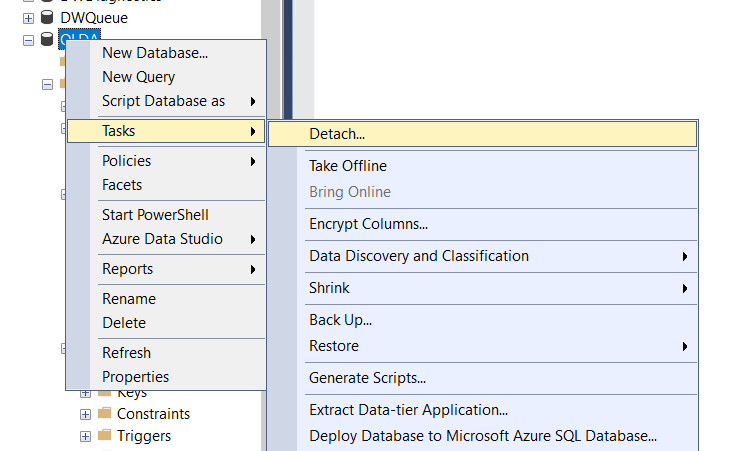 DWQueue
New Database...
New Query
Script Database as
Tasks
Policies
Facets
Start PowerShell
Azure Data Studio
Reports
Rename
Delete
Refresh
Properties
Detach...
Take Offline
Bring Online
Encrypt Columns...
Data Discovery and Classification
Shrink
Back Up...
Restore
Generate Scripts...
Extract Data-tier Application...
Deploy Database to Microsoft Azure SQL Database...
Keys
Constraints
Triggers